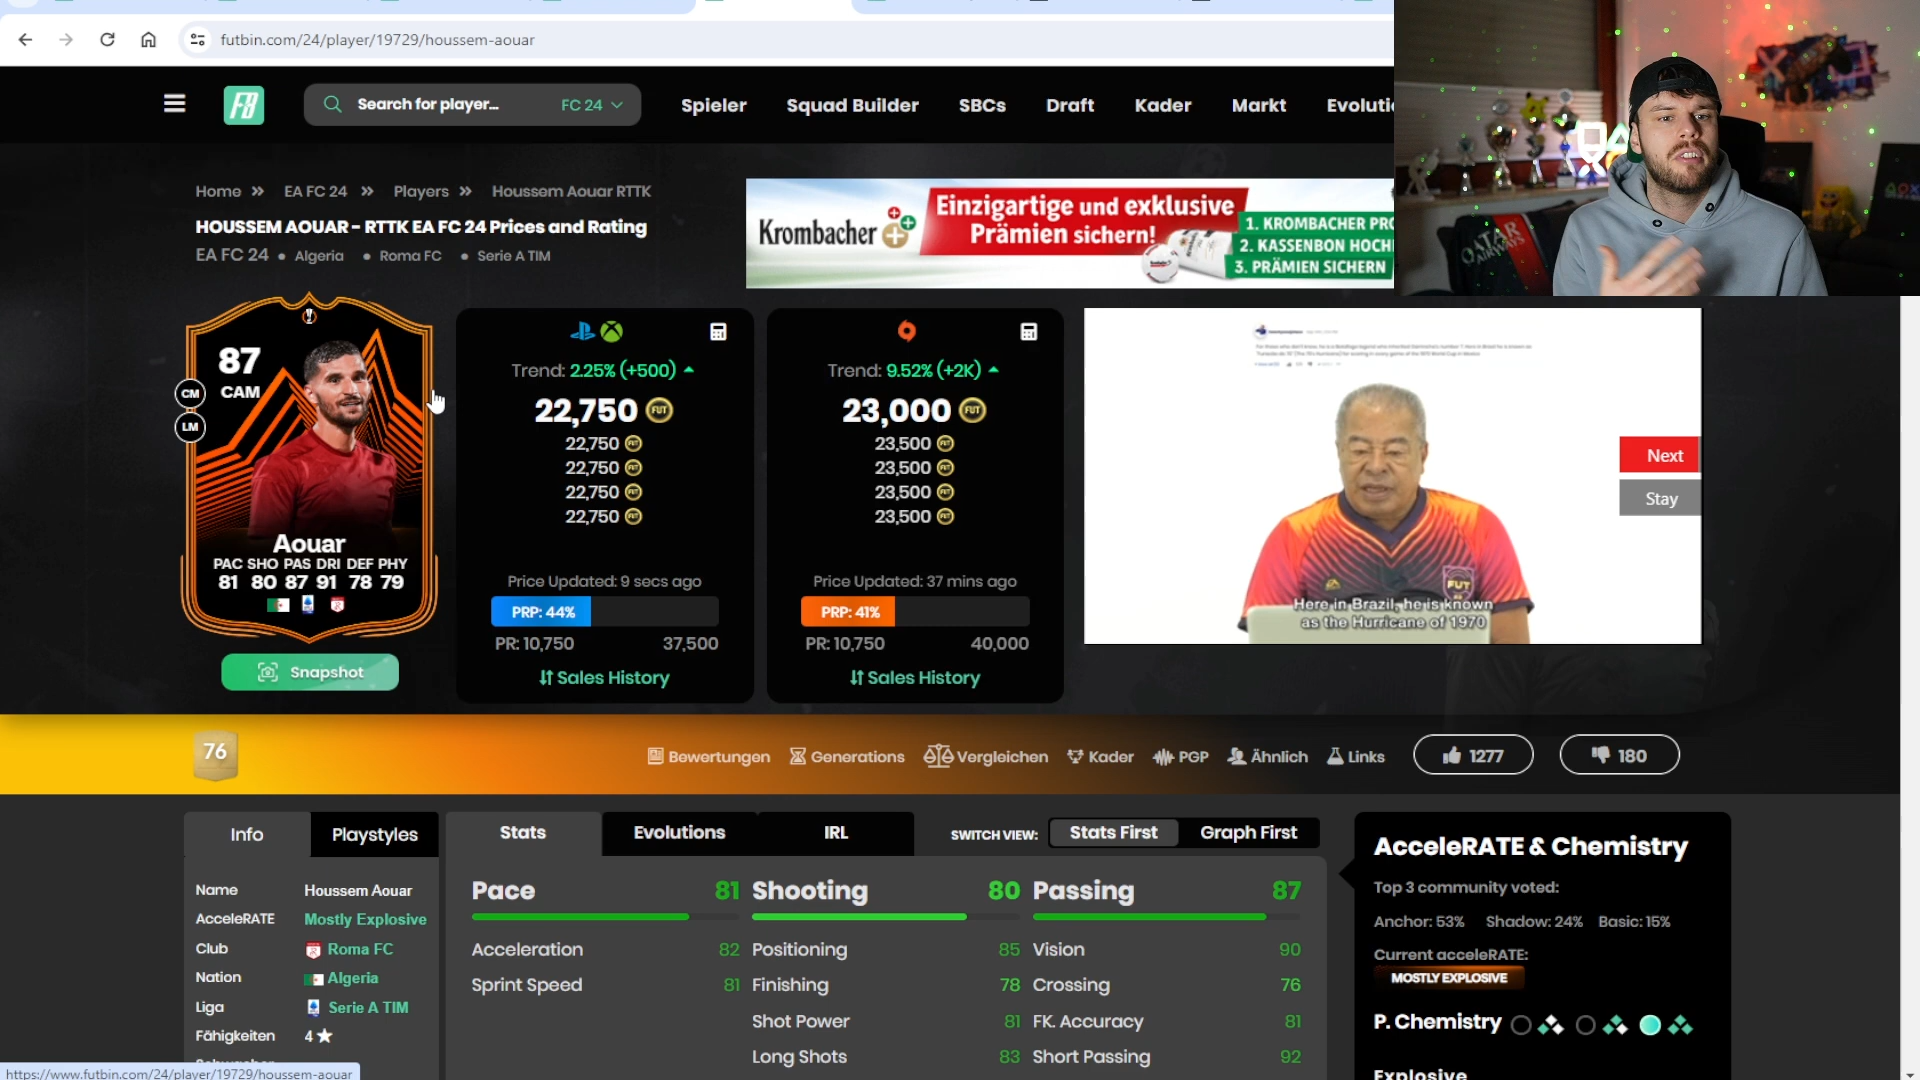 futbin.com/24/player/19729/houssem-aouar
Search for player...
FC 24
Spieler
Squad Builder
SBCs
Draft
Kader
Markt
Home
EA FC 24
Players
Houssem Aouar RTTK
HOUSSEM AOUAR - RTTK EA FC 24 Prices and Rating
EA FC 24 • Algeria • Roma FC • Serie A TIM
Krombacher
Einzigartige und exklusive
Prämien sichern!
1. KROMBACHER
2. KASSENBON
3. PRÄMIEN SICHERN
QATAR
AIRWAYS
87
CAM
CM
LM
Aouar
PAC SHO PAS DRI DEF PHY
81 80 87 91 78 79
Snapshot
Trend: 2.25% (+500)
22,750
22,750
22,750
22,750
22,750
Price Updated: 9 secs ago
PRP: 44%
PR: 10,750
37,500
Sales History
Trend: 9.52% (+2K)
23,000
23,500
23,500
23,500
23,500
Price Updated: 37 mins ago
PRP: 41%
PR: 10,750
40,000
Sales History
Next
Stay
FUT
Here in Brazil, he is known
as the Hurricane of 1970
76
Bewertungen
Generations
Vergleichen
Kader
PGP
Ähnlich
Links
1277
180
Info
Playstyles
Name Houssem Aouar
AcceleRATE Mostly Explosive
Club Roma FC
Nation Algeria
Liga Serie A TIM
Fähigkeiten 4
Stats
Evolutions
IRL
SWITCH VIEW:
Stats First
Graph First
Pace 81
Acceleration 82
Sprint Speed 81
Shooting 80
Positioning 85
Finishing 78
Shot Power 81
Long Shots 83
Passing 87
Vision 90
Crossing 76
FK. Accuracy 81
Short Passing 92
AcceleRATE & Chemistry
Top 3 community voted:
Anchor: 53% Shadow: 24% Basic: 15%
Current acceleRATE:
MOSTLY EXPLOSIVE
P. Chemistry
Explosive
https://www.futbin.com/24/player/19729/houssem-aouar